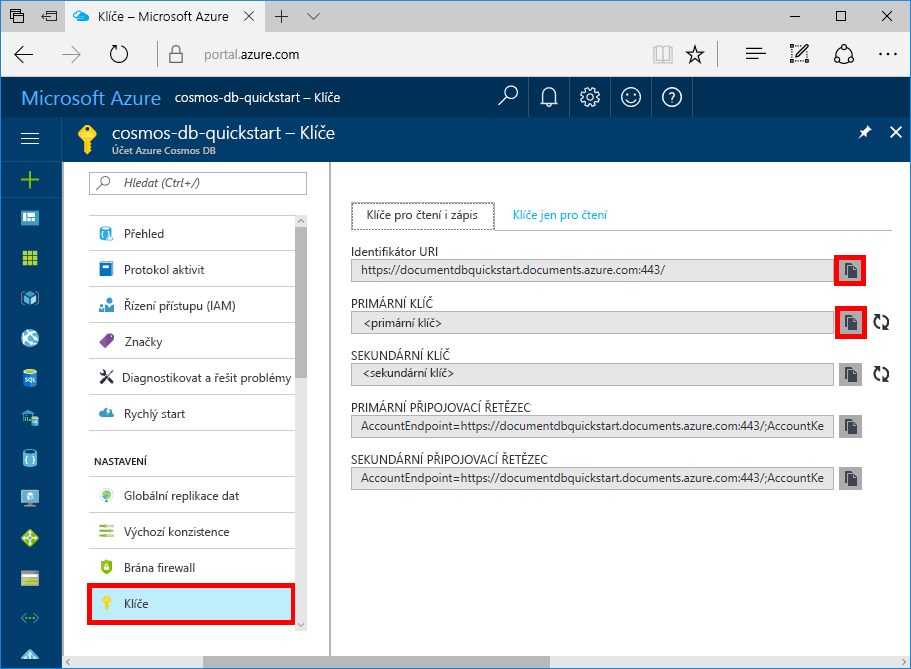 Klíče – Microsoft Azure
portal.azure.com
Microsoft Azure cosmos-db-quickstart – Klíče
cosmos-db-quickstart – Klíče
Účet Azure Cosmos DB
Hledat (Ctrl+/)
Přehled
Protokol aktivit
Řízení přístupu (IAM)
Značky
Diagnostikovat a řešit problémy
Rychlý start
NASTAVENÍ
Globální replikace dat
Výchozí konzistence
Brána firewall
Klíče
Klíče pro čtení i zápis
Klíče jen pro čtení
Identifikátor URI
https://documentdbquickstart.documents.azure.com:443/
PRIMÁRNÍ KLÍČ
<primární klíč>
SEKUNDÁRNÍ KLÍČ
<sekundární klíč>
PRIMÁRNÍ PŘIPOJOVACÍ ŘETĚZEC
AccountEndpoint=https://documentdbquickstart.documents.azure.com:443/;AccountKe
SEKUNDÁRNÍ PŘIPOJOVACÍ ŘETĚZEC
AccountEndpoint=https://documentdbquickstart.documents.azure.com:443/;AccountKe
SQL